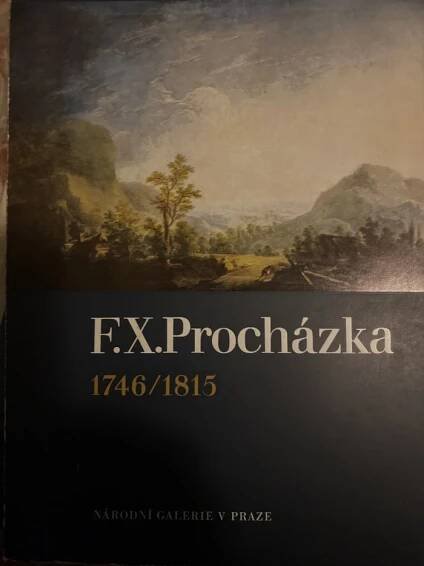 F.X.Procházka
1746/1815
NÁRODNÍ GALERIE V PRAZE